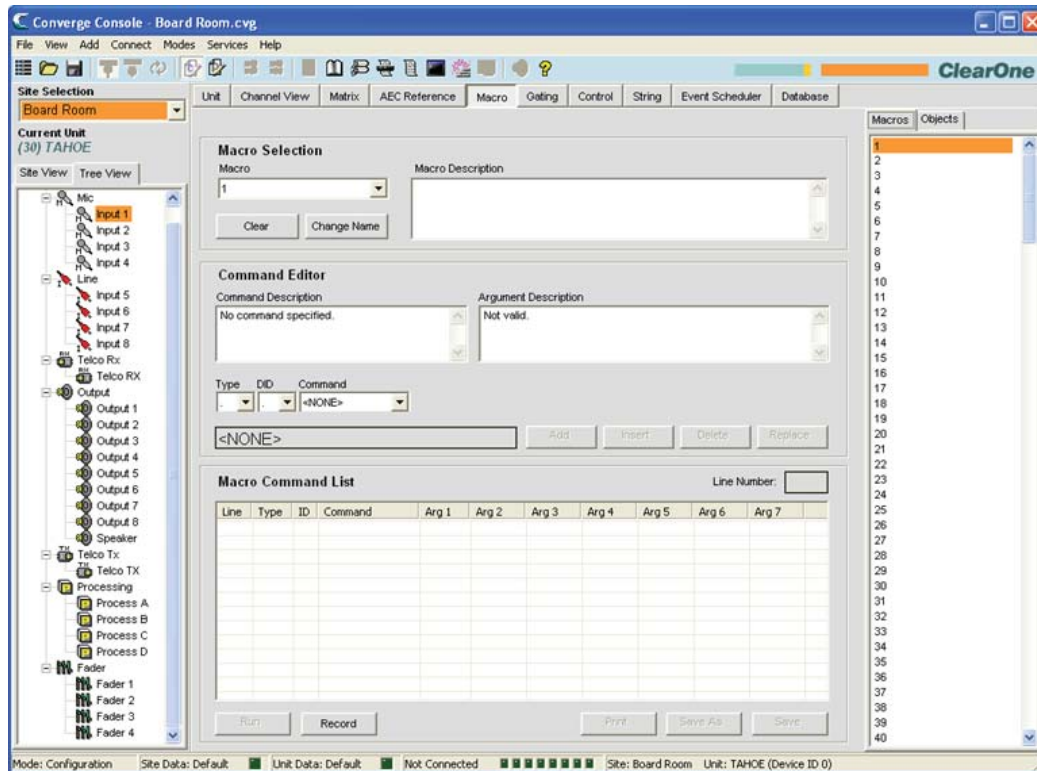 Converge Console - Board Room.cvg
File View Add Connect Modes Services Help
ClearOne
Site Selection
Board Room
Current Unit
(30) TAHOE
Site View Tree View
Mic
Input 1
Input 2
Input 3
Input 4
Line
Input 5
Input 6
Input 7
Input 8
Telco Rx
Telco RX
Output
Output 1
Output 2
Output 3
Output 4
Output 5
Output 6
Output 7
Output 8
Speaker
Telco Tx
Telco TX
Processing
Process A
Process B
Process C
Process D
Fader
Fader 1
Fader 2
Fader 3
Fader 4
Unit Channel View Matrix AEC Reference Macro Gating Control String Event Scheduler Database
Macro Selection
Macro Macro Description
1
Clear Change Name
Command Editor
Command Description Argument Description
No command specified. Not valid.
Type DID Command
. . <NONE>
<NONE> Add Insert Delete Replace
Macro Command List Line Number:
Line Type ID Command Arg 1 Arg 2 Arg 3 Arg 4 Arg 5 Arg 6 Arg 7
Run Record Print Save As Save
Macros Objects
1
2
3
4
5
6
7
8
9
10
11
12
13
14
15
16
17
18
19
20
21
22
23
24
25
26
27
28
29
30
31
32
33
34
35
36
37
38
39
40
Mode: Configuration Site Data: Default Unit Data: Default Not Connected Site: Board Room Unit: TAHOE (Device ID 0)